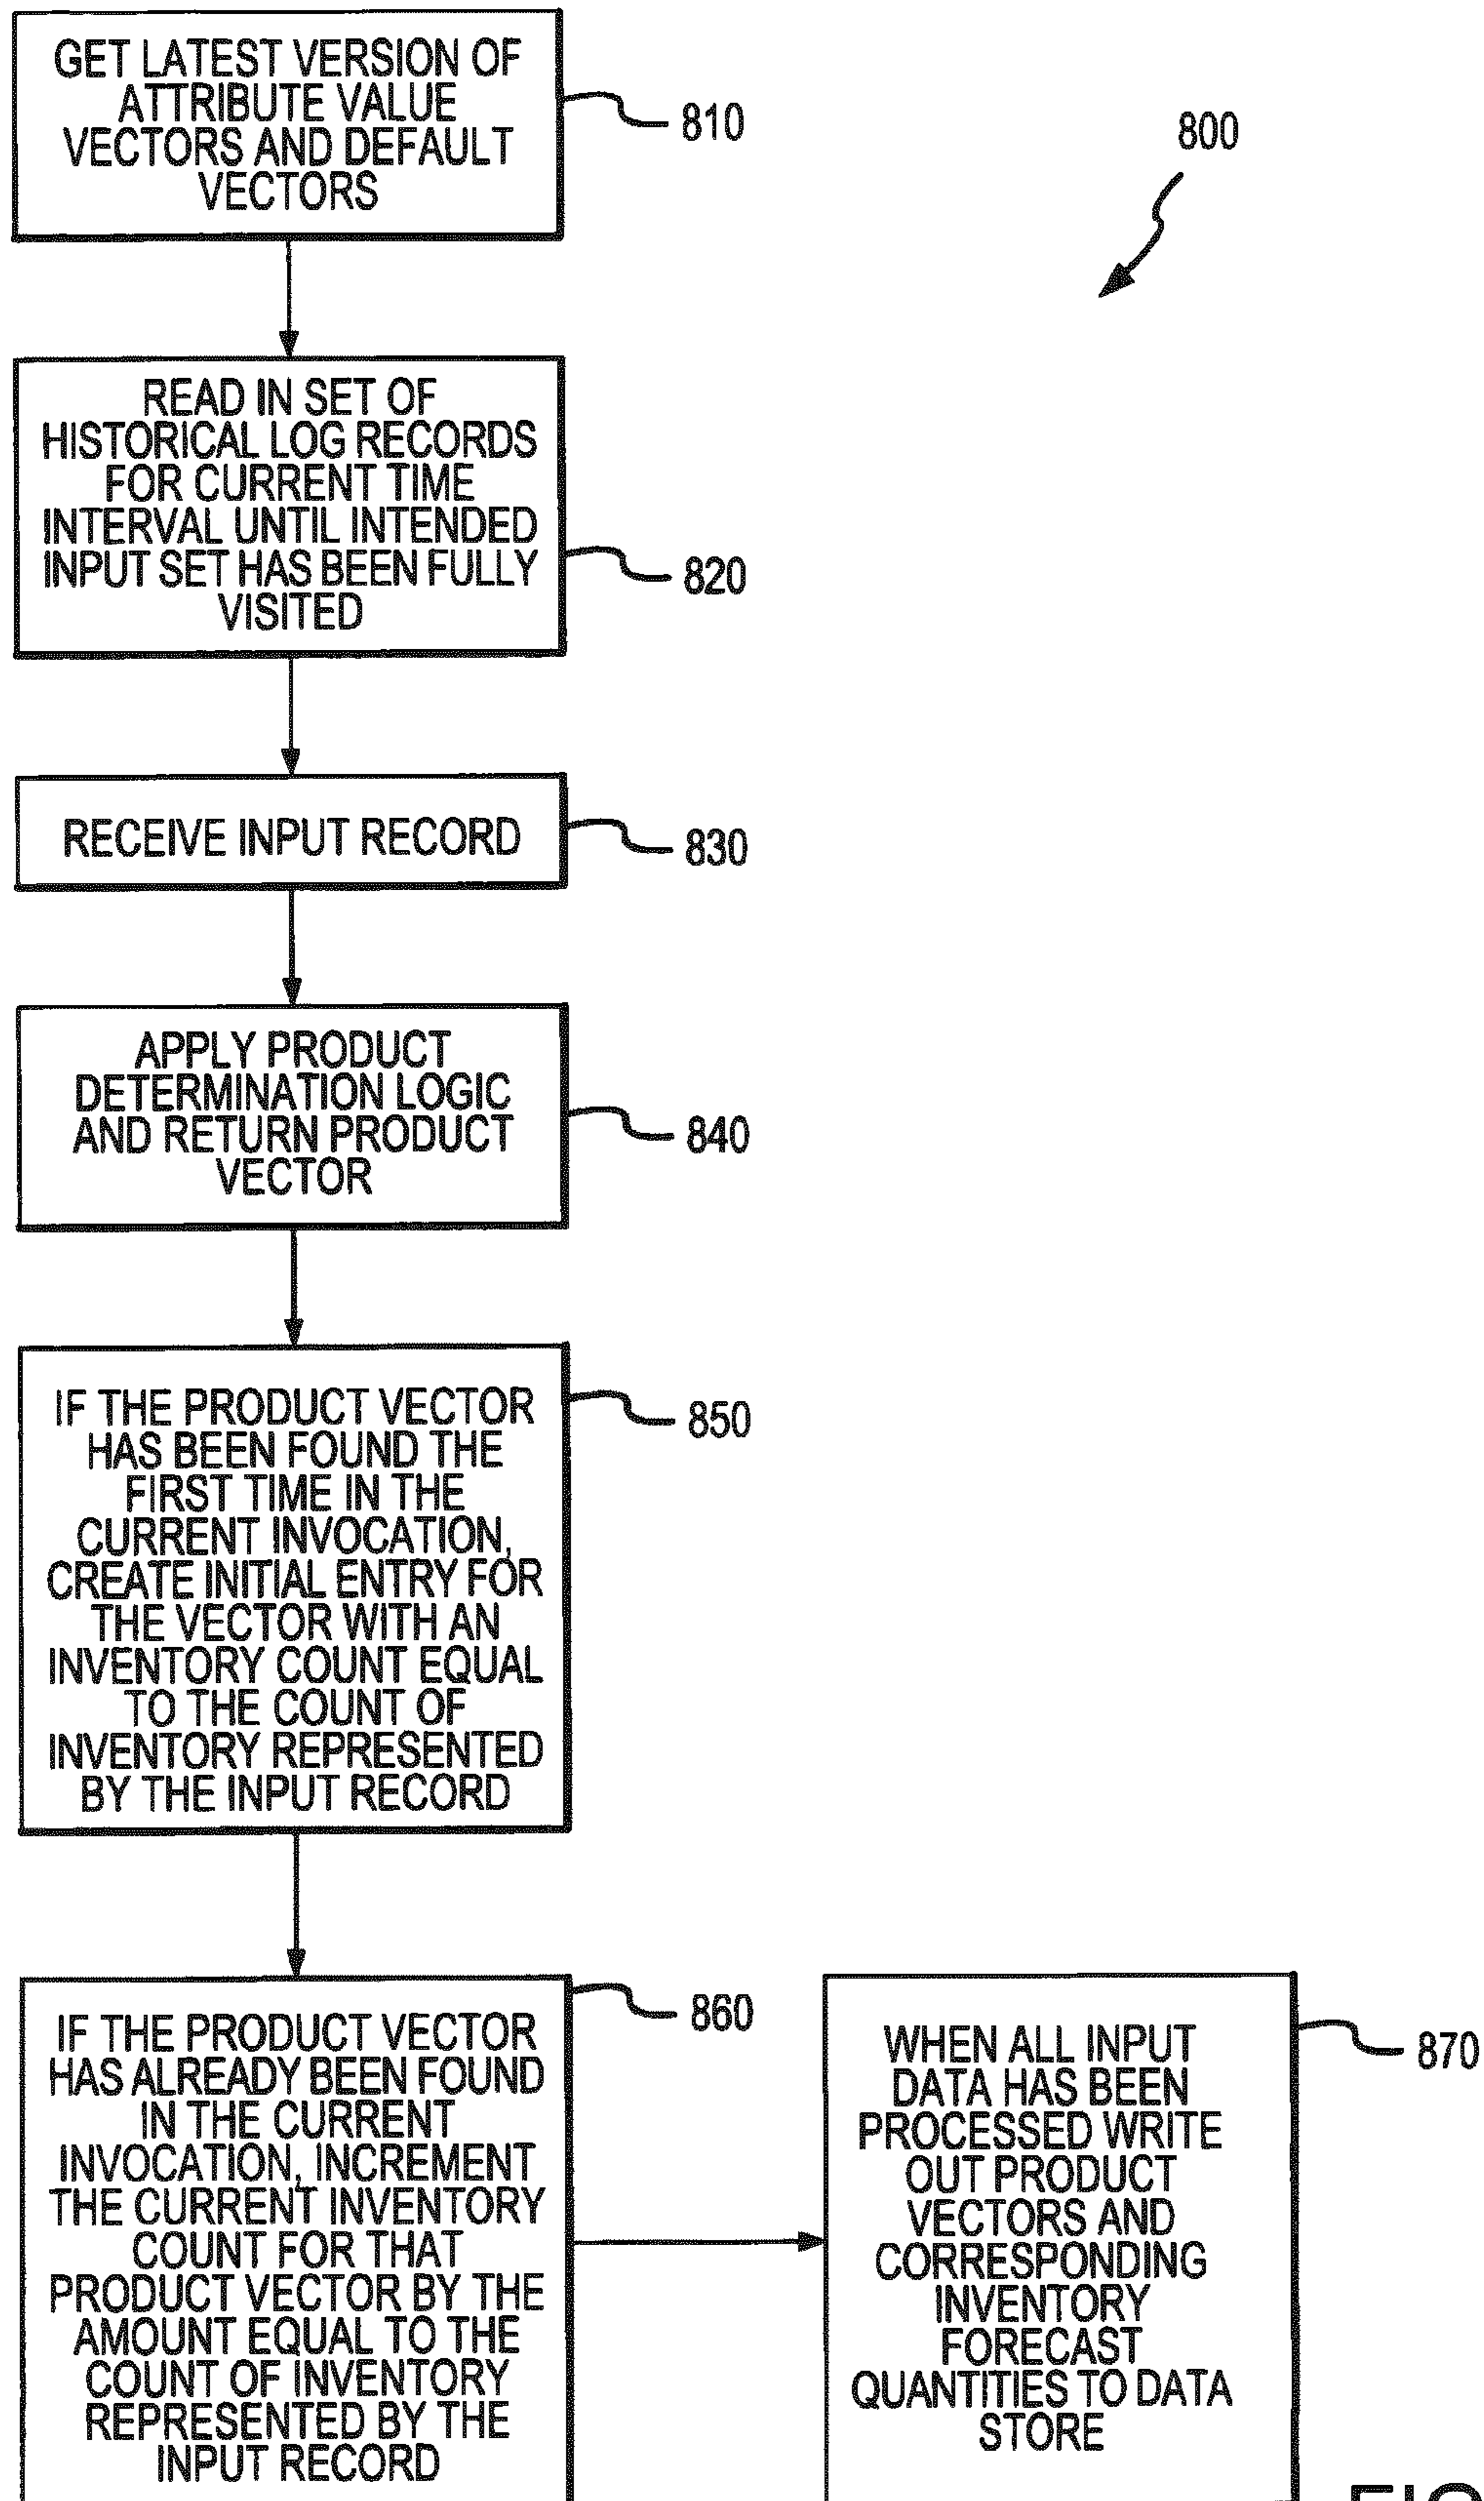 GET LATEST VERSION OF
ATTRIBUTE VALUE
VECTORS AND DEFAULT
VECTORS
810
800
READ IN SET OF
HISTORICAL LOG RECORDS
FOR CURRENT TIME
INTERVAL UNTIL INTENDED
INPUT SET HAS BEEN FULLY
VISITED
820
RECEIVE INPUT RECORD
830
APPLY PRODUCT
DETERMINATION LOGIC
AND RETURN PRODUCT
VECTOR
840
IF THE PRODUCT VECTOR
HAS BEEN FOUND THE
FIRST TIME IN THE
CURRENT INVOCATION,
CREATE INITIAL ENTRY FOR
THE VECTOR WITH AN
INVENTORY COUNT EQUAL
TO THE COUNT OF
INVENTORY REPRESENTED
BY THE INPUT RECORD
850
IF THE PRODUCT VECTOR
HAS ALREADY BEEN FOUND
IN THE CURRENT
INVOCATION, INCREMENT
THE CURRENT INVENTORY
COUNT FOR THAT
PRODUCT VECTOR BY THE
AMOUNT EQUAL TO THE
COUNT OF INVENTORY
REPRESENTED BY THE
INPUT RECORD
860
WHEN ALL INPUT
DATA HAS BEEN
PROCESSED WRITE
OUT PRODUCT
VECTORS AND
CORRESPONDING
INVENTORY
FORECAST
QUANTITIES TO DATA
STORE
870